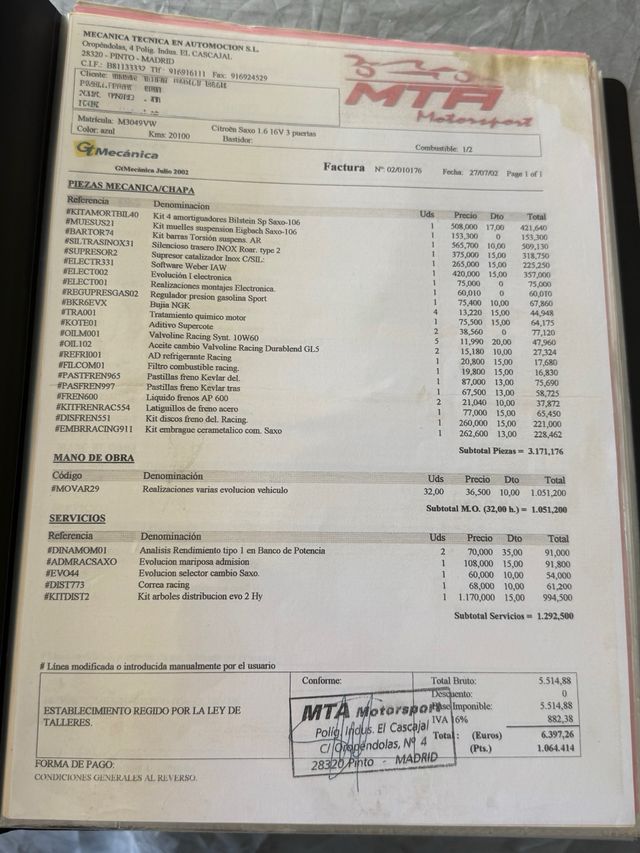 MECANICA TECNICA EN AUTOMOCION S.L.
Oropéndolas, 4 Polig. Indus. EL CASCAJAL
28320 - PINTO - MADRID
C.I.F.: B81133332 Tlf: 916916111 Fax: 916924529
Cliente:
MTA
Motorsport
Matrícula: M3049VW
Color: azul Kms: 20100 Citroën Saxo 1.6 16V 3 puertas
Bastidor: Combustible: 1/2
Gt Mecánica
GtMecánica Julio 2002 Factura Nº: 02/010176 Fecha: 27/07/02 Page 1 of 1
PIEZAS MECANICA/CHAPA
Referencia Denominacion Uds Precio Dto Total
#KITAMORTBIL40 Kit 4 amortiguadores Bilstein Sp Saxo-106 1 508,000 17,00 421,640
#MUESUS21 Kit muelles suspension Eigbach Saxo-106 1 153,300 0 153,300
#BARTOR74 Kit barras Torsión suspens. AR 1 565,700 10,00 509,130
#SILTRASINOX31 Silencioso trasero INOX Roar. type 2 1 375,000 15,00 318,750
#SUPRESOR2 Supresor catalizador Inox C/SIL: 1 265,000 15,00 225,250
#ELECTR331 Software Weber IAW 1 420,000 15,00 357,000
#ELECT002 Evolución I electronica 1 75,000 0 75,000
#ELECT001 Realizaciones montajes Electronica. 1 60,010 0 60,010
#REGUPRESGAS02 Regulador presion gasolina Sport 1 75,400 10,00 67,860
#BKR6EVX Bujia NGK 4 13,220 15,00 44,948
#TRA001 Tratamiento quimico motor 1 75,500 15,00 64,175
#KOTE01 Aditivo Supercote 2 38,560 0 77,120
#OILM001 Valvoline Racing Synt. 10W60 5 11,990 20,00 47,960
#OIL102 Aceite cambio Valvoline Racing Durablend GL5 2 15,180 10,00 27,324
#REFRI001 AD refrigerante Racing 1 20,800 15,00 17,680
#FILCOM01 Filtro combustible racing. 1 19,800 15,00 16,830
#PASTFREN965 Pastillas freno Kevlar del. 1 87,000 13,00 75,690
#PASFREN997 Pastillas freno Kevlar tras 1 67,500 13,00 58,725
#FREN600 Liquido frenos AP 600 2 21,040 10,00 37,872
#KITFRENRAC554 Latiguillos de freno acero 1 77,000 15,00 65,450
#DISFREN551 Kit discos freno del. Racing. 1 260,000 15,00 221,000
#EMBRRACING911 Kit embrague cerametalico com. Saxo 1 262,600 13,00 228,462
Subtotal Piezas = 3.171,176
MANO DE OBRA
Código Denominación Uds Precio Dto Total
#MOVAR29 Realizaciones varias evolucion vehiculo 32,00 36,500 10,00 1.051,200
Subtotal M.O. (32,00 h.) = 1.051,200
SERVICIOS
Referencia Denominación Uds Precio Dto Total
#DINAMOM01 Analisis Rendimiento tipo 1 en Banco de Potencia 2 70,000 35,00 91,000
#ADMRACSAXO Evolucion mariposa admision 1 108,000 15,00 91,800
#EVO44 Evolucion selector cambio Saxo. 1 60,000 10,00 54,000
#DIST773 Correa racing 1 68,000 10,00 61,200
#KITDIST2 Kit arboles distribucion evo 2 Hy 1 1.170,000 15,00 994,500
Subtotal Servicios = 1.292,500
# Línea modificada o introducida manualmente por el usuario
ESTABLECIMIENTO REGIDO POR LA LEY DE
TALLERES.
Conforme:
MTA Motorsport
Polig. Indus. El Cascajal
C/ Oropéndolas, Nº 4
28320 Pinto - MADRID
Total Bruto: 5.514,88
Descuento: 0
Base Imponible: 5.514,88
IVA 16% 882,38
Total: (Euros) 6.397,26
(Pts.) 1.064.414
FORMA DE PAGO:
CONDICIONES GENERALES AL REVERSO.